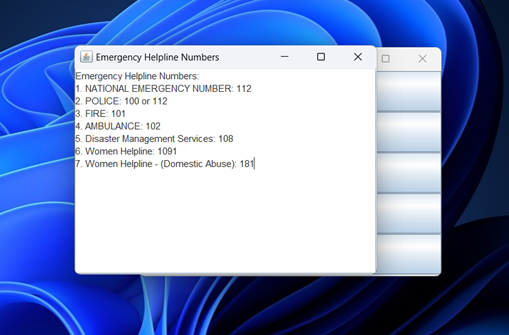 Emergency Helpline Numbers
Emergency Helpline Numbers:
1. NATIONAL EMERGENCY NUMBER: 112
2. POLICE: 100 or 112
3. FIRE: 101
4. AMBULANCE: 102
5. Disaster Management Services: 108
6. Women Helpline: 1091
7. Women Helpline - (Domestic Abuse): 181